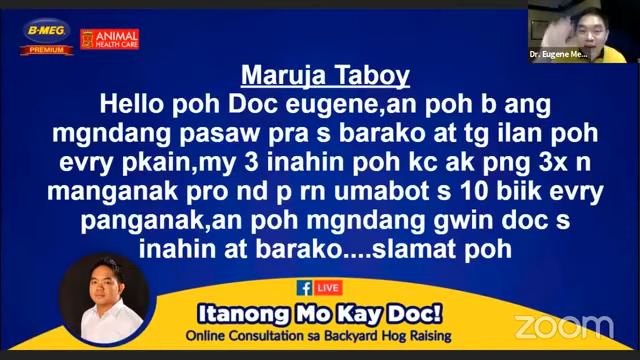 B-MEG
PREMIUM
ANIMAL
HEALTH CARE
Dr. Eugene Me...
Maruja Taboy
Hello poh Doc eugene,an poh b ang
mgndang pasaw pra s barako at tg ilan poh
evry pkain,my 3 inahin poh kc ak png 3x n
manganak pro nd p rn umabot s 10 biik evry
panganak,an poh mgndang gwin doc s
inahin at barako....slamat poh
f LIVE
Itanong Mo Kay Doc!
Online Consultation sa Backyard Hog Raising
zoom